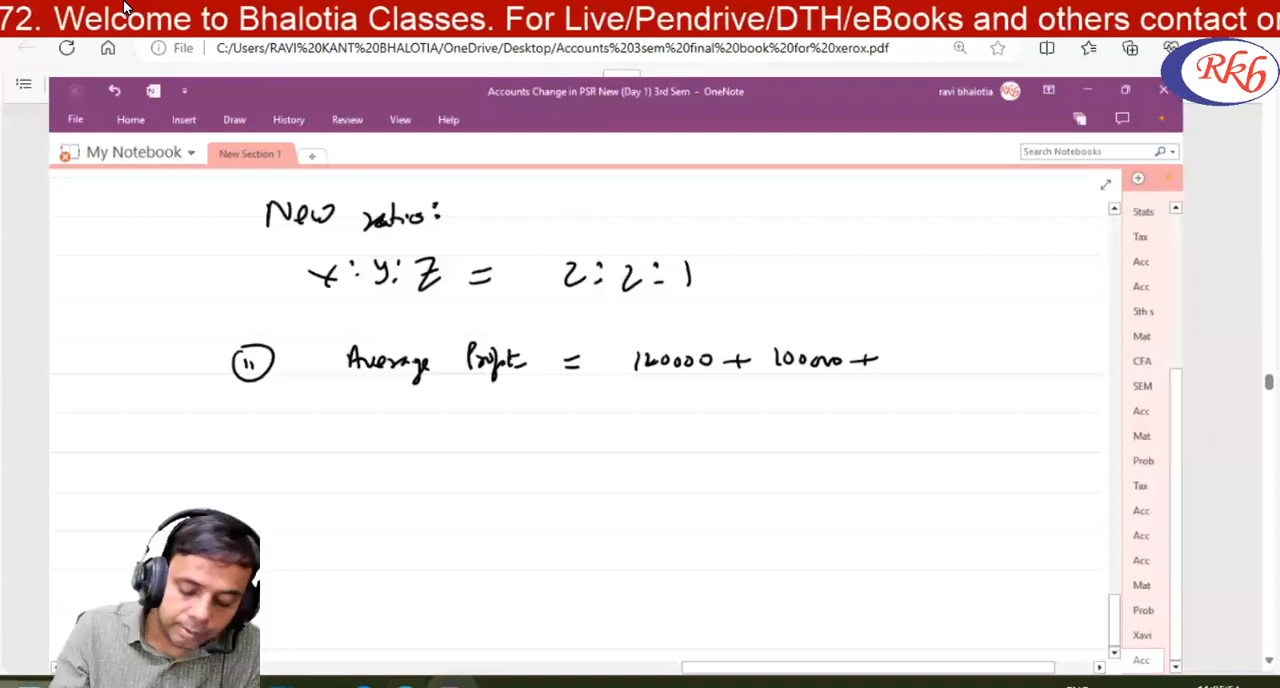 72. Welcome to Bhalotia Classes. For Live/Pendrive/DTH/eBooks and others contact or
File C:/Users/RAVI%20KANT%20BHALOTIA/OneDrive/Desktop/Accounts%203sem%20final%20book%20for%20xerox.pdf
Rkb
Accounts Change in PSR New (Day 1) 3rd Sem - OneNote
ravi bhalotia
File Home Insert Draw History Review View Help
My Notebook New Section 1
Search Notebooks
New ratio:
x : y : z = 2 : 2 : 1
(ii) Average Profit = 120000 + 100000 +
Stats
Tax
Acc
Acc
5th s
Mat
CFA
SEM
Acc
Mat
Prob
Tax
Acc
Acc
Acc
Mat
Prob
Xavi
Acc